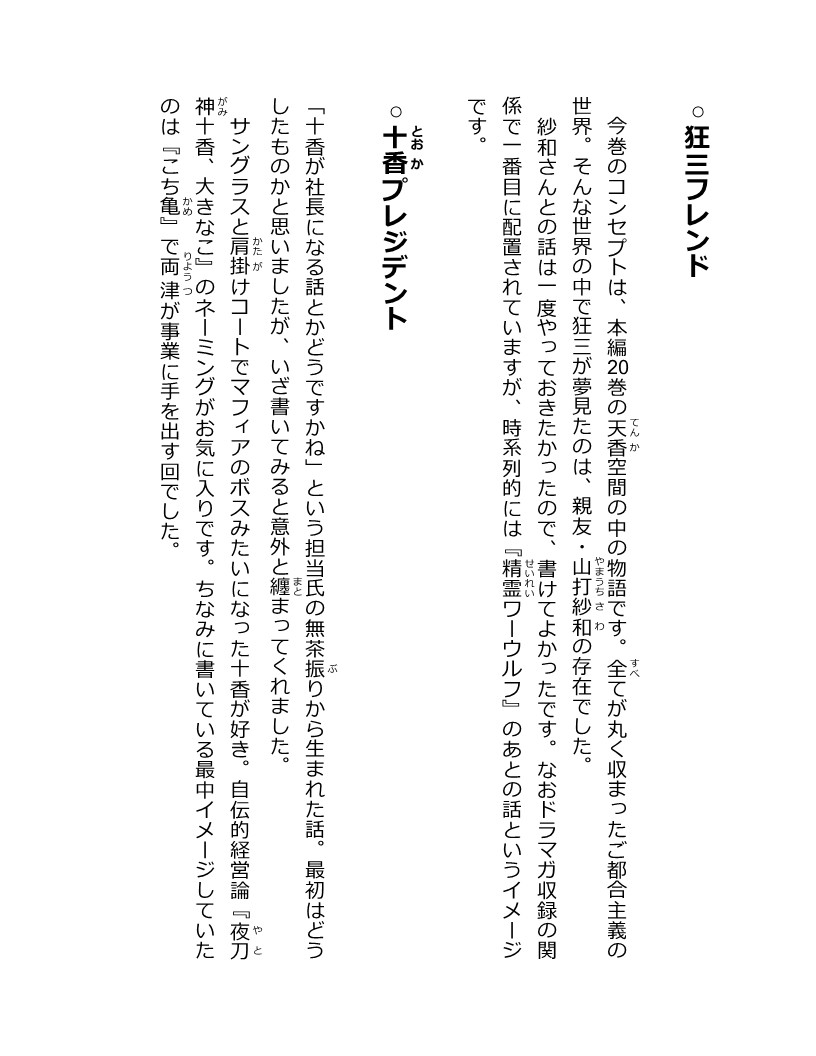 ○狂三フレンド
今巻のコンセプトは、本編20巻の天香空間の中の物語です。全てが丸く収まったご都合主義の
世界。そんな世界の中で狂三が夢見たのは、親友・山打紗和の存在でした。
紗和さんとの話は一度やっておきたかったので、書けてよかったです。なおドラマガ収録の関
係で一番目に配置されていますが、時系列的には『精霊ワーウルフ』のあとの話というイメージ
です。
○十香プレジデント
「十香が社長になる話とかどうですかね」という担当氏の無茶振りから生まれた話。最初はどう
したものかと思いましたが、いざ書いてみると意外と纏まってくれました。
サングラスと肩掛けコートでマフィアのボスみたいになった十香が好き。自伝的経営論『夜刀
神十香、大きなこ』のネーミングがお気に入りです。ちなみに書いている最中イメージしていた
のは『こち亀』で両津が事業に手を出す回でした。